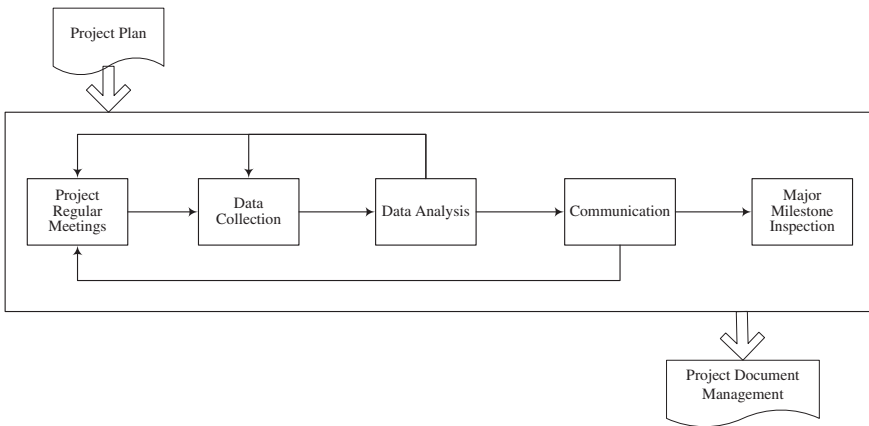 Project Plan
Project
Regular
Meetings
Data
Collection
Data Analysis
Communication
Major
Milestone
Inspection
Project Document
Management